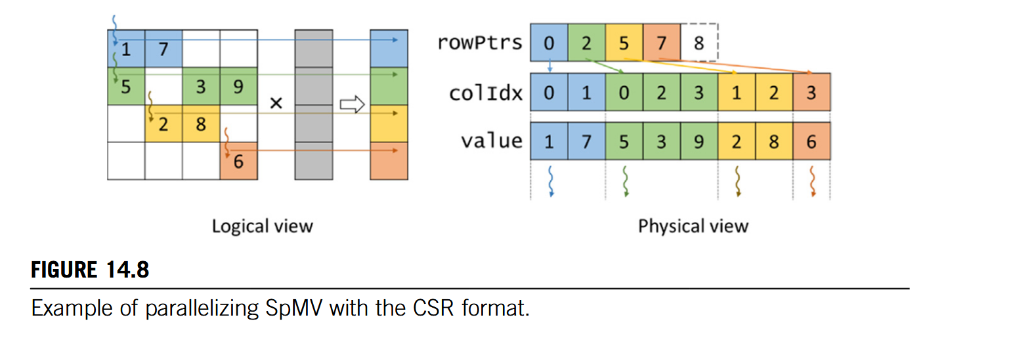 1 7
5 3 9
2 8
6
×
Logical view
rowPtrs 0 2 5 7 8
colIdx 0 1 0 2 3 1 2 3
value 1 7 5 3 9 2 8 6
Physical view
FIGURE 14.8
Example of parallelizing SpMV with the CSR format.